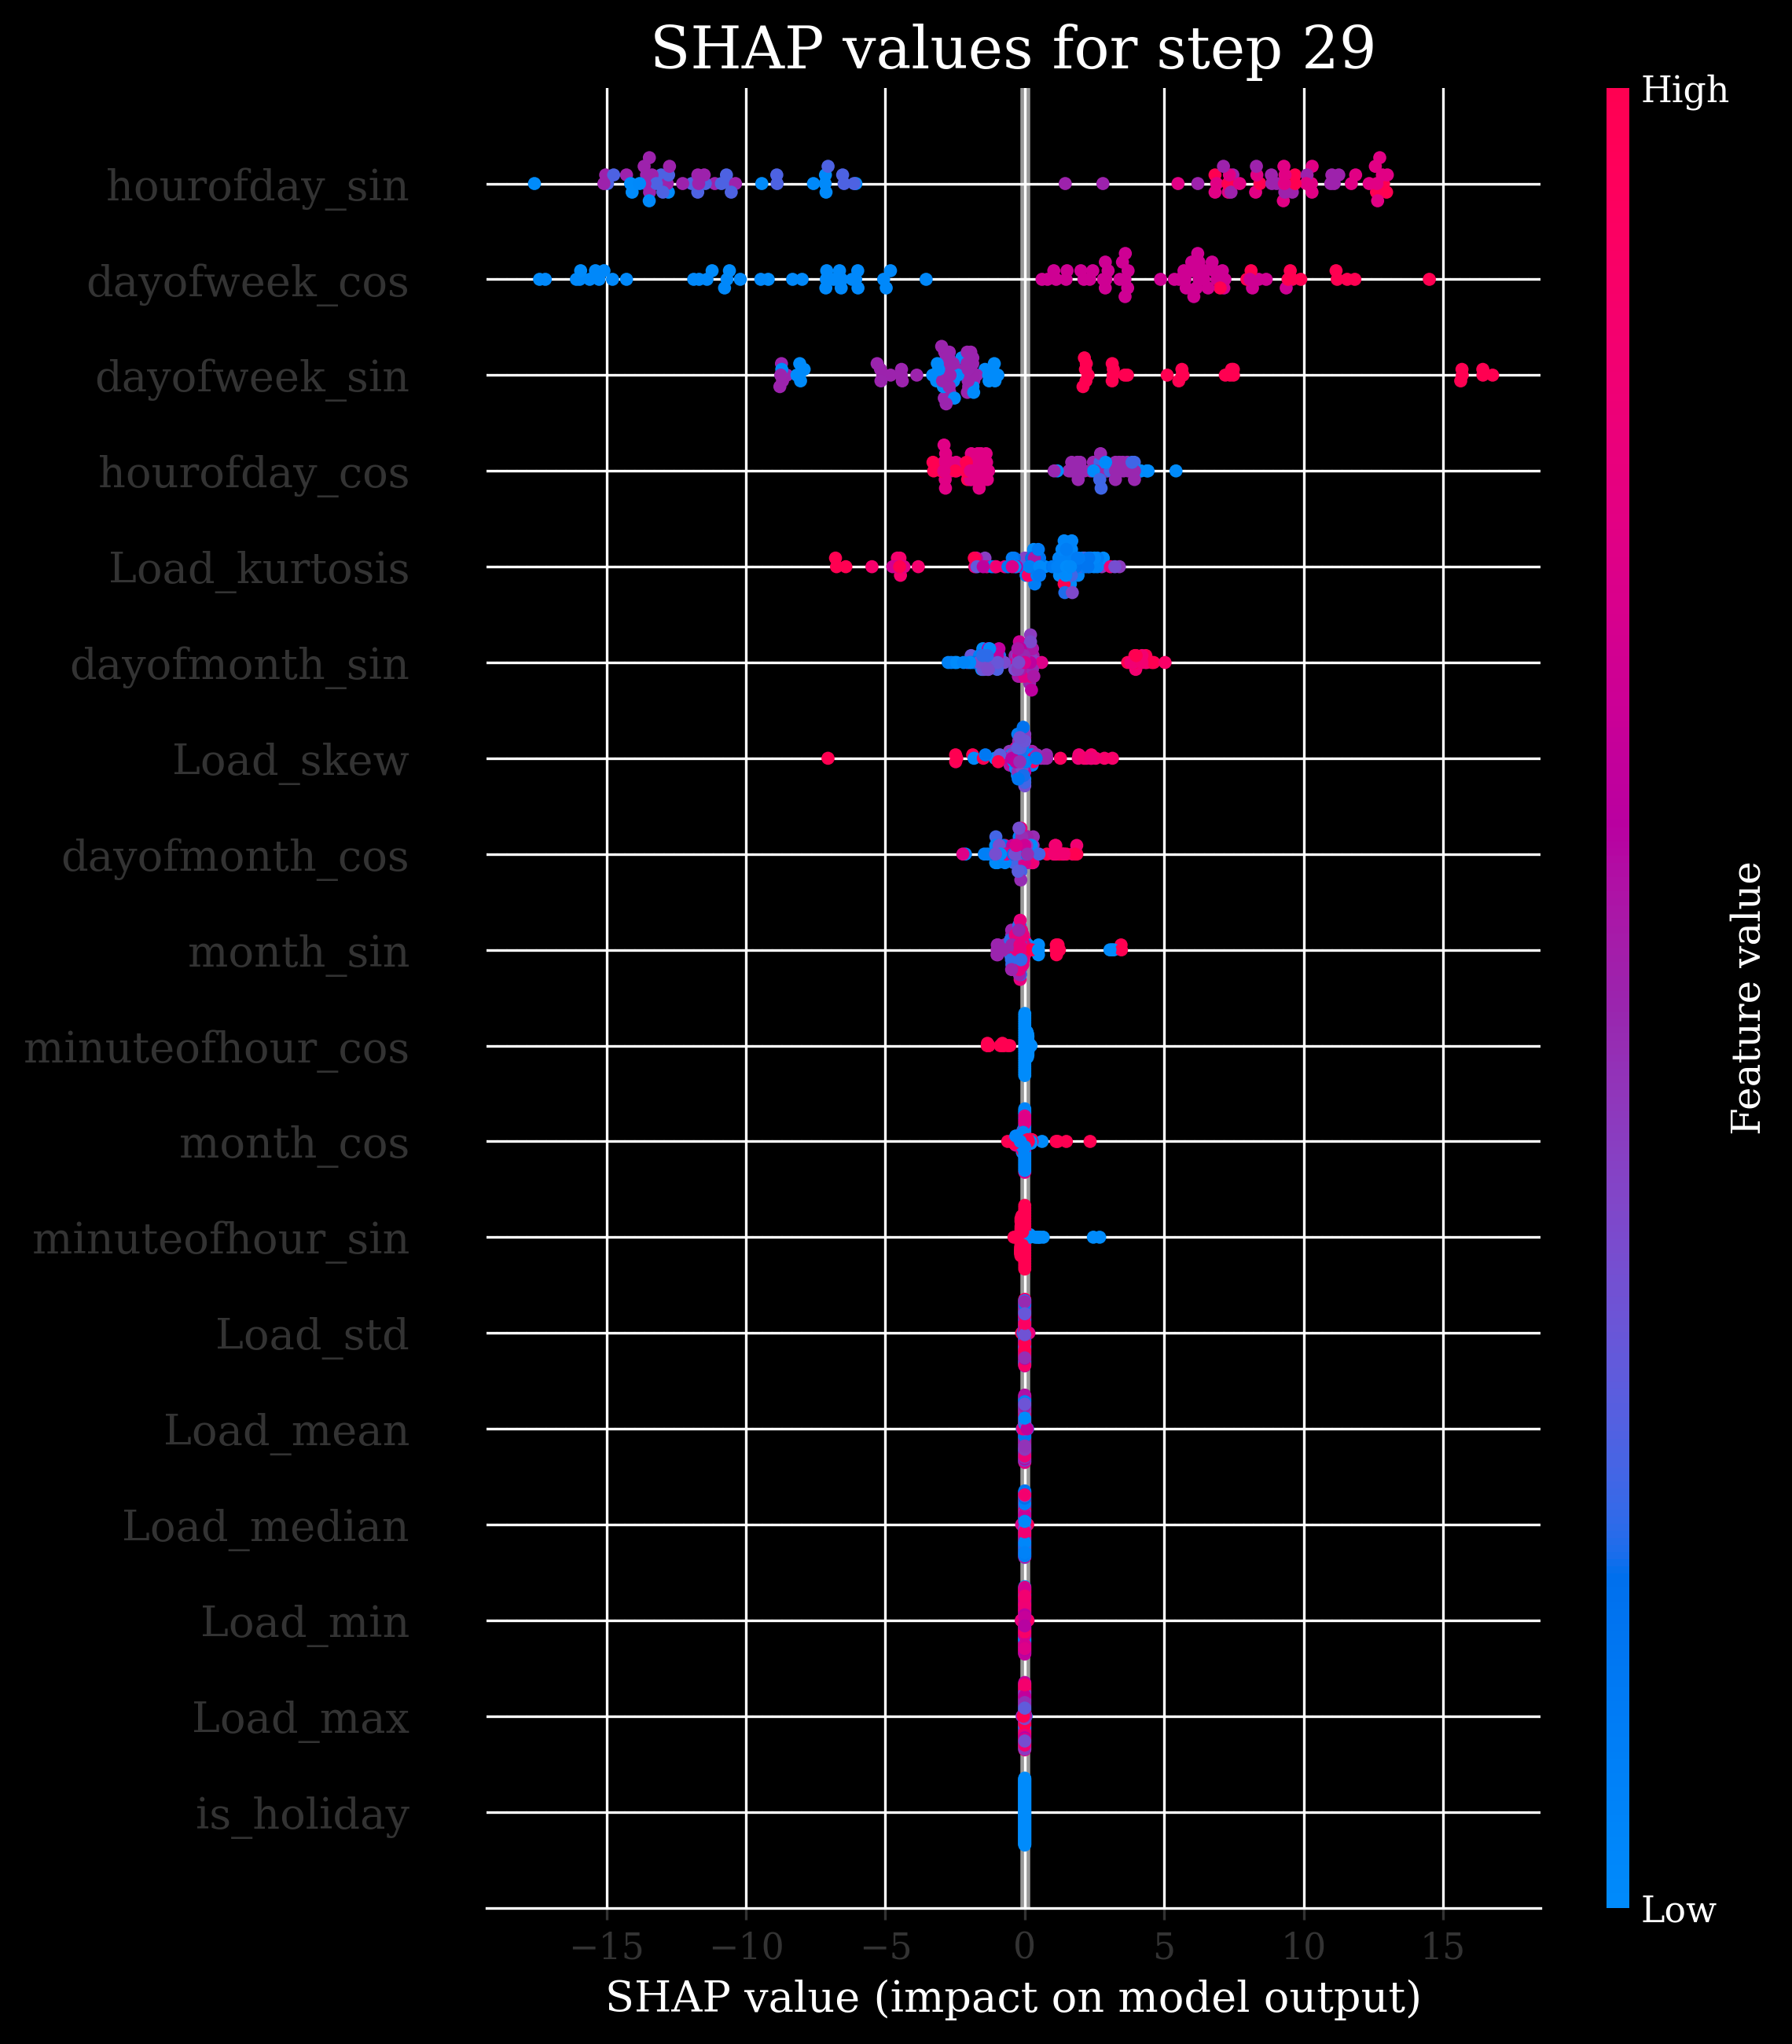 SHAP values for step 29
High
hourofday_sin
dayofweek_cos
dayofweek_sin
hourofday_cos
Load_kurtosis
dayofmonth_sin
Load_skew
dayofmonth_cos
month_sin
minuteofhour_cos
month_cos
minuteofhour_sin
Load_std
Load_mean
Load_median
Load_min
Load_max
is_holiday
Feature value
Low
−15 −10 −5 0 5 10 15
SHAP value (impact on model output)